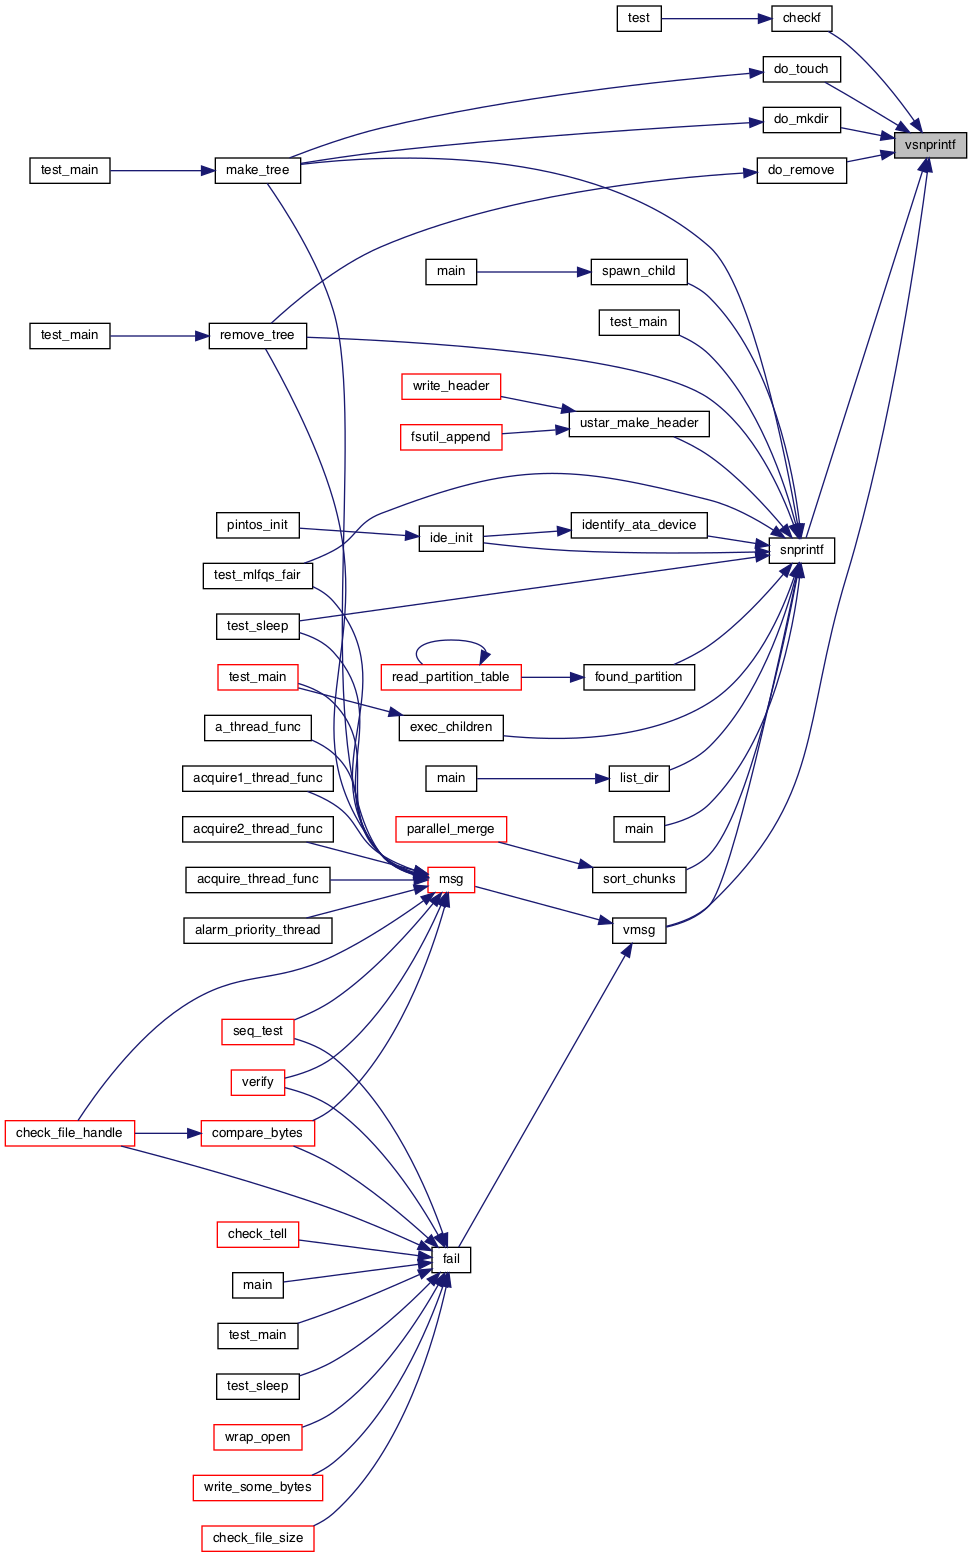 test
checkf
do_touch
do_mkdir
vsnprintf
test_main
make_tree
do_remove
main
spawn_child
test_main
test_main
remove_tree
write_header
ustar_make_header
fsutil_append
pintos_init
identify_ata_device
ide_init
snprintf
test_mlfqs_fair
test_sleep
test_main
read_partition_table
found_partition
a_thread_func
exec_children
acquire1_thread_func
main
list_dir
acquire2_thread_func
parallel_merge
main
acquire_thread_func
msg
sort_chunks
alarm_priority_thread
vmsg
seq_test
verify
check_file_handle
compare_bytes
check_tell
fail
main
test_main
test_sleep
wrap_open
write_some_bytes
check_file_size